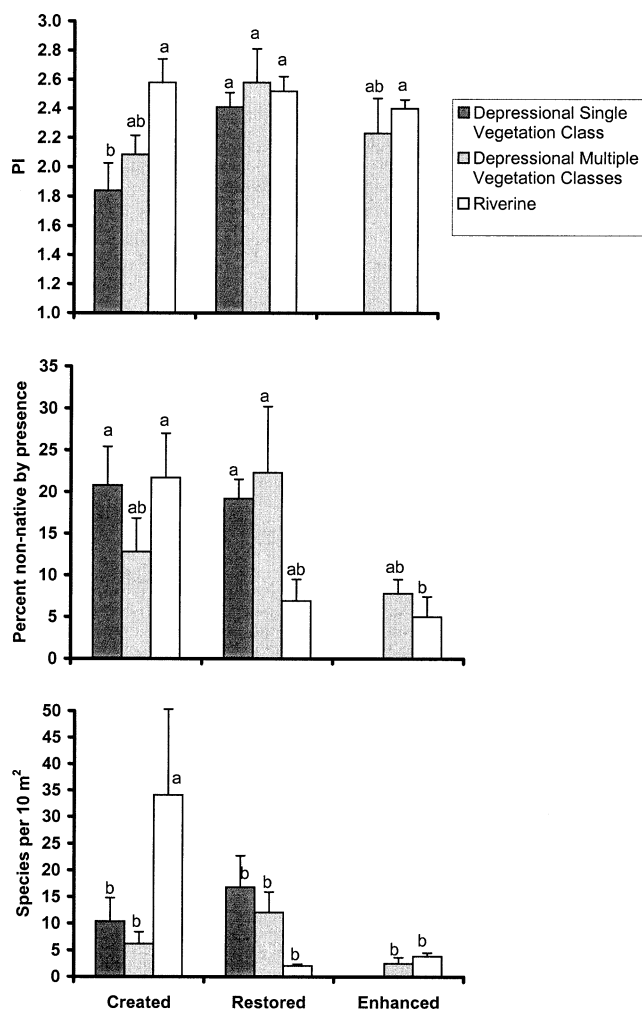 3.0
2.8
2.6
2.4
2.2
2.0
1.8
1.6
1.4
1.2
1.0
PI
b
ab
a
a
a
a
ab
a
Depressional Single
Vegetation Class
Depressional Multiple
Vegetation Classes
Riverine
35
30
25
20
15
10
5
0
Percent non-native by presence
a
ab
a
a
a
ab
ab
b
50
45
40
35
30
25
20
15
10
5
0
Species per 10 m²
b
b
a
b
b
b
b
b
Created Restored Enhanced